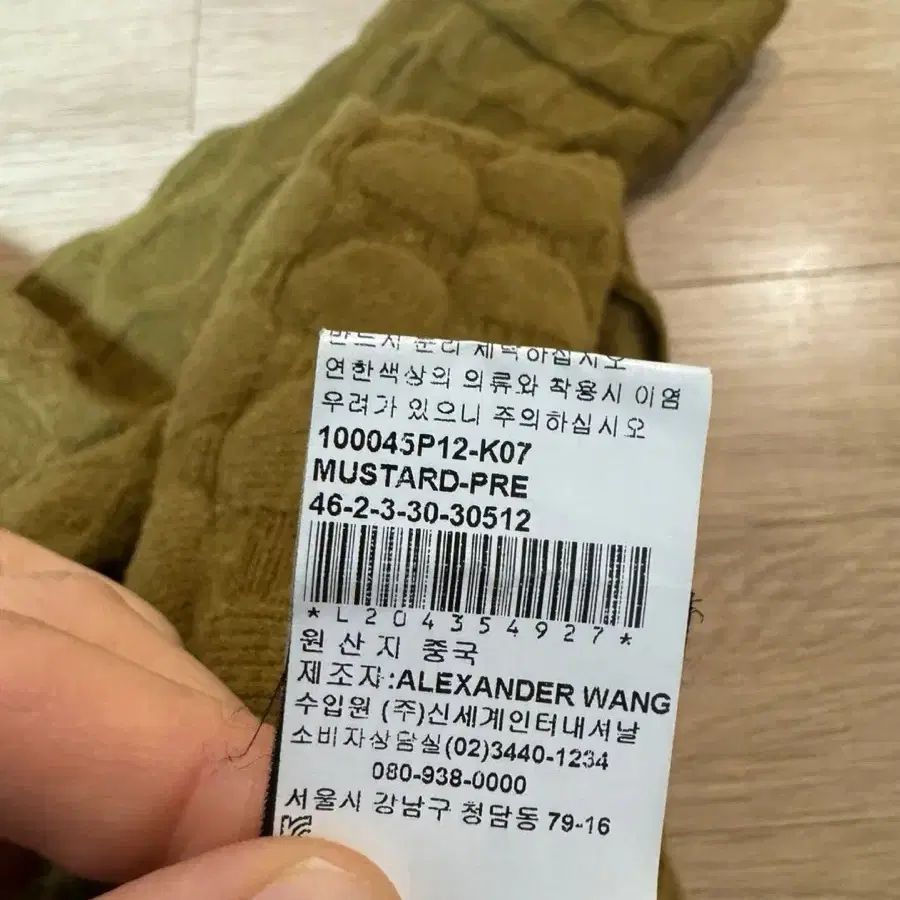 반드시 분리 세탁하십시오
연한색상의 의류와 착용시 이염
우려가 있으니 주의하십시오
100045P12-K07
MUSTARD-PRE
46-2-3-30-30512
*L204354927*
원산지 중국
제조자:ALEXANDER WANG
수입원 (주)신세계인터내셔날
소비자상담실(02)3440-1234
080-938-0000
서울시 강남구 청담동 79-16